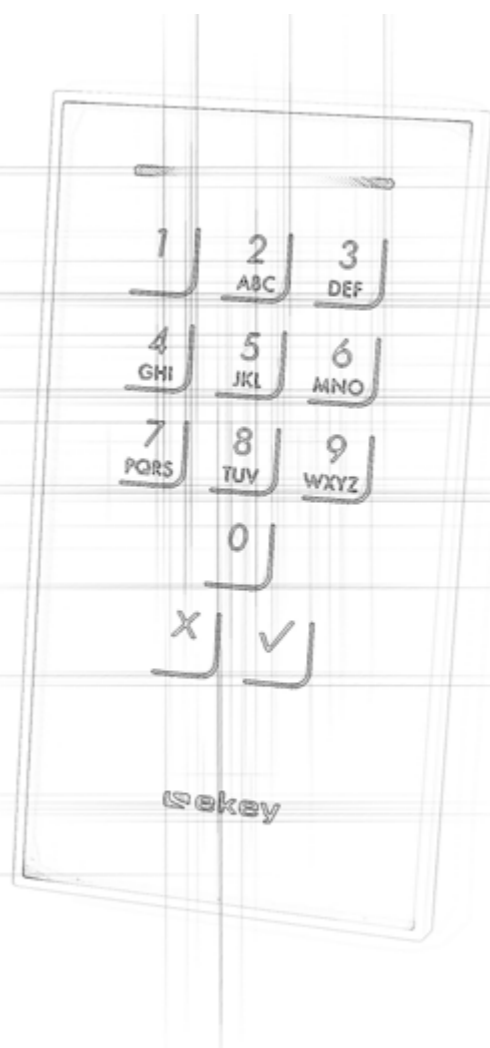 1 2 3
ABC DEF
4 5 6
GHI JKL MNO
7 8 9
PQRS TUV WXYZ
0
X ✓
ekey